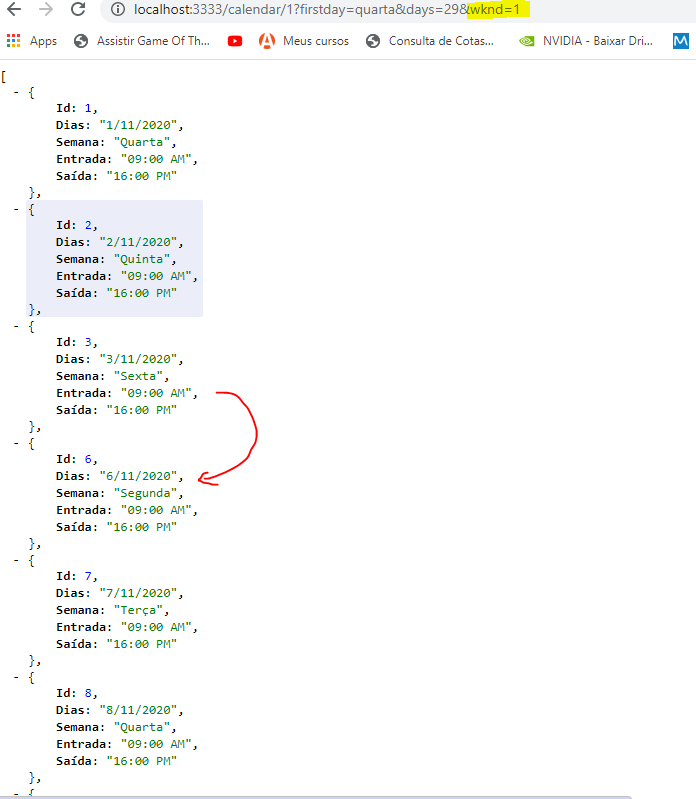 localhost:3333/calendar/1?firstday=quarta&days=29&wknd=1
Apps Assistir Game Of Th... Meus cursos Consulta de Cotas... NVIDIA - Baixar Dri... M
[
- {
Id: 1,
Dias: "1/11/2020",
Semana: "Quarta",
Entrada: "09:00 AM",
Saída: "16:00 PM"
},
- {
Id: 2,
Dias: "2/11/2020",
Semana: "Quinta",
Entrada: "09:00 AM",
Saída: "16:00 PM"
},
- {
Id: 3,
Dias: "3/11/2020",
Semana: "Sexta",
Entrada: "09:00 AM",
Saída: "16:00 PM"
},
- {
Id: 6,
Dias: "6/11/2020",
Semana: "Segunda",
Entrada: "09:00 AM",
Saída: "16:00 PM"
},
- {
Id: 7,
Dias: "7/11/2020",
Semana: "Terça",
Entrada: "09:00 AM",
Saída: "16:00 PM"
},
- {
Id: 8,
Dias: "8/11/2020",
Semana: "Quarta",
Entrada: "09:00 AM",
Saída: "16:00 PM"
},
- {